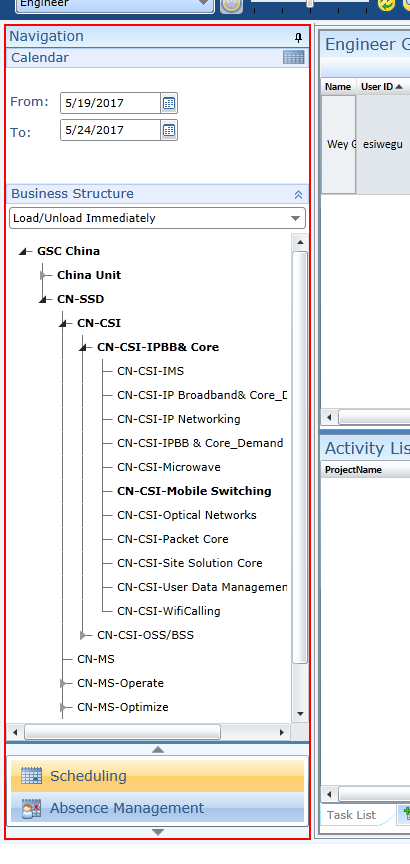 Engineer
Navigation
Calendar
From: 5/19/2017
To: 5/24/2017
Business Structure
Load/Unload Immediately
GSC China
China Unit
CN-SSD
CN-CSI
CN-CSI-IPBB& Core
CN-CSI-IMS
CN-CSI-IP Broadband& Core_D
CN-CSI-IP Networking
CN-CSI-IPBB & Core_Demand
CN-CSI-Microwave
CN-CSI-Mobile Switching
CN-CSI-Optical Networks
CN-CSI-Packet Core
CN-CSI-Site Solution Core
CN-CSI-User Data Managemen
CN-CSI-WifiCalling
CN-CSI-OSS/BSS
CN-MS
CN-MS-Operate
CN-MS-Optimize
Scheduling
Absence Management
Engineer G
Name User ID
Wey G esiwegu
Activity Lis
ProjectName
Task List